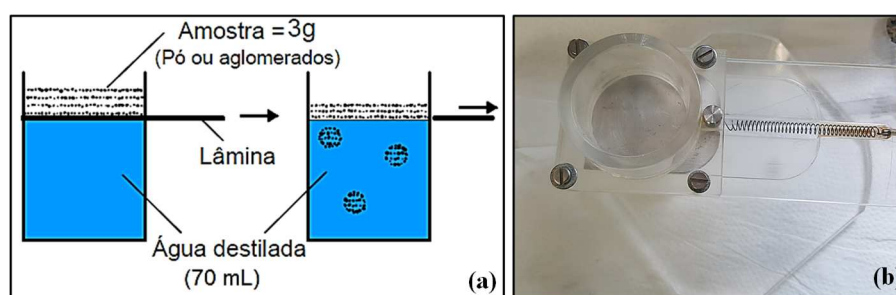 Amostra = 3g
(Pó ou aglomerados)
Lâmina
Água destilada
(70 mL)
(a)
(b)